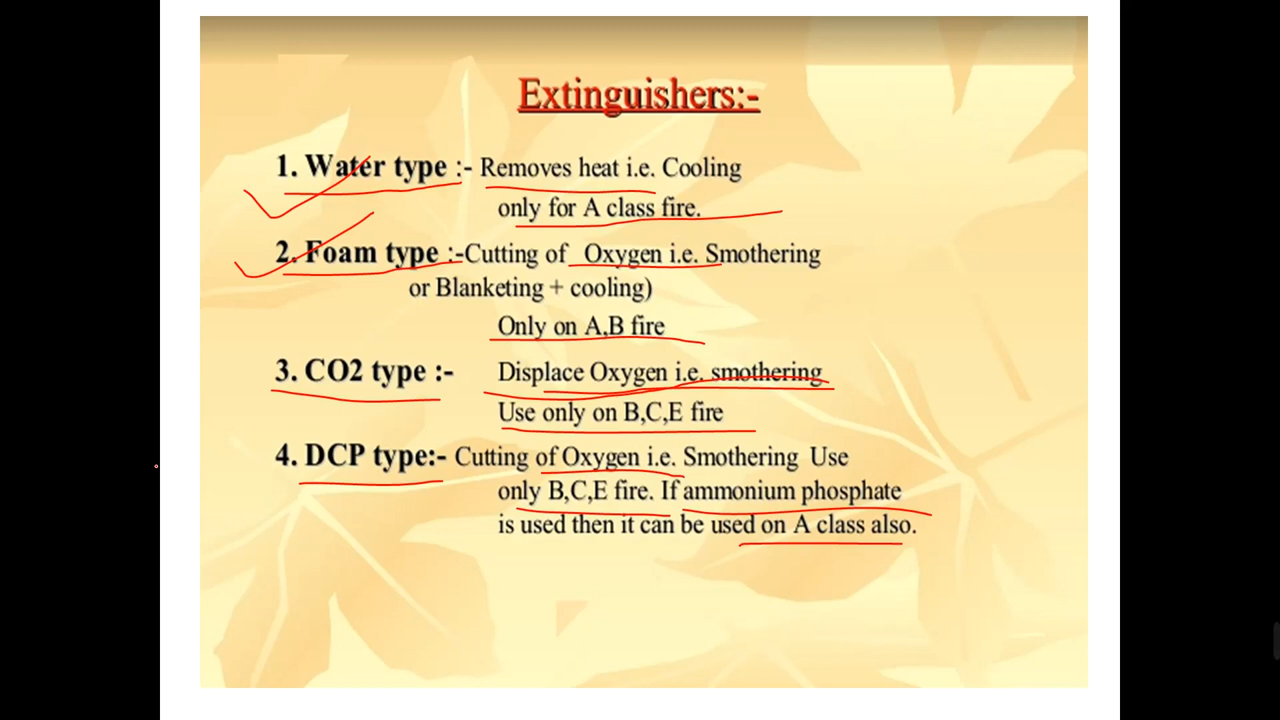 Extinguishers:-
1. Water type :- Removes heat i.e. Cooling
only for A class fire.
2. Foam type :-Cutting of Oxygen i.e. Smothering
or Blanketing + cooling)
Only on A,B fire
3. CO2 type :- Displace Oxygen i.e. smothering
Use only on B,C,E fire
4. DCP type:- Cutting of Oxygen i.e. Smothering Use
only B,C,E fire. If ammonium phosphate
is used then it can be used on A class also.